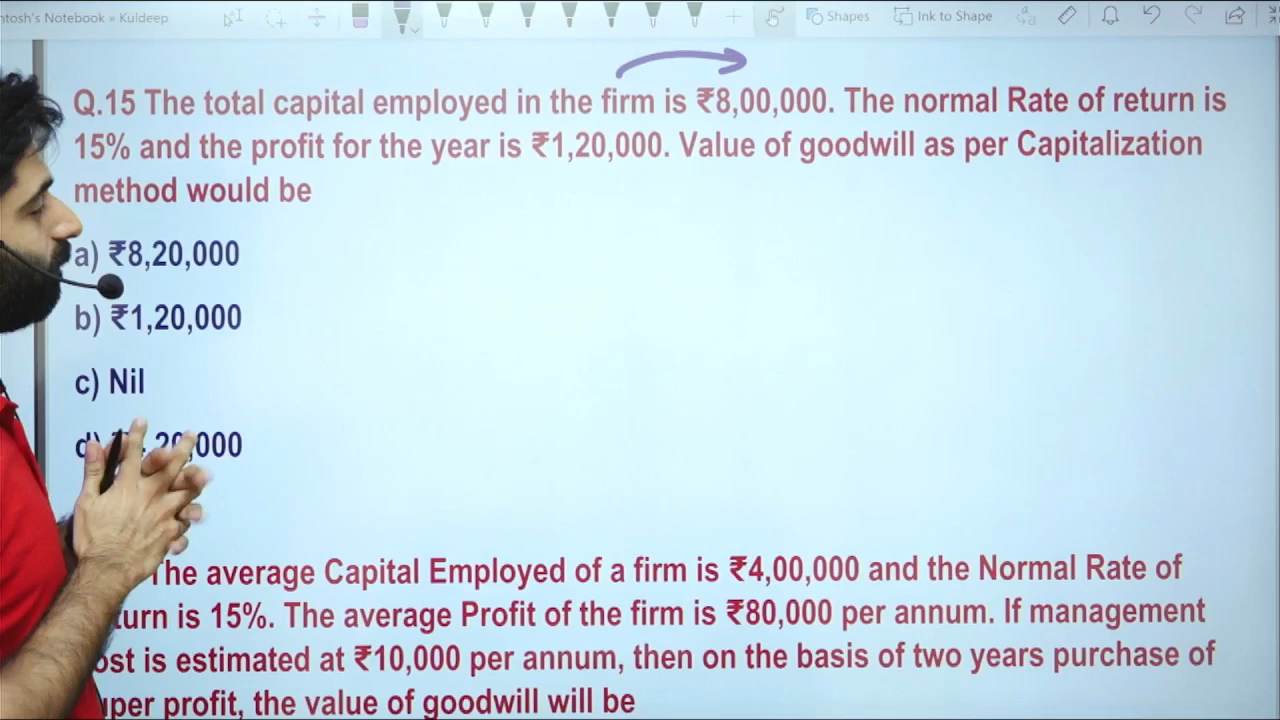 ntosh's Notebook » Kuldeep
Shapes
Ink to Shape
Q.15 The total capital employed in the firm is ₹8,00,000. The normal Rate of return is
15% and the profit for the year is ₹1,20,000. Value of goodwill as per Capitalization
method would be
a) ₹8,20,000
b) ₹1,20,000
c) Nil
d) 20,000
The average Capital Employed of a firm is ₹4,00,000 and the Normal Rate of
turn is 15%. The average Profit of the firm is ₹80,000 per annum. If management
ost is estimated at ₹10,000 per annum, then on the basis of two years purchase of
uper profit, the value of goodwill will be